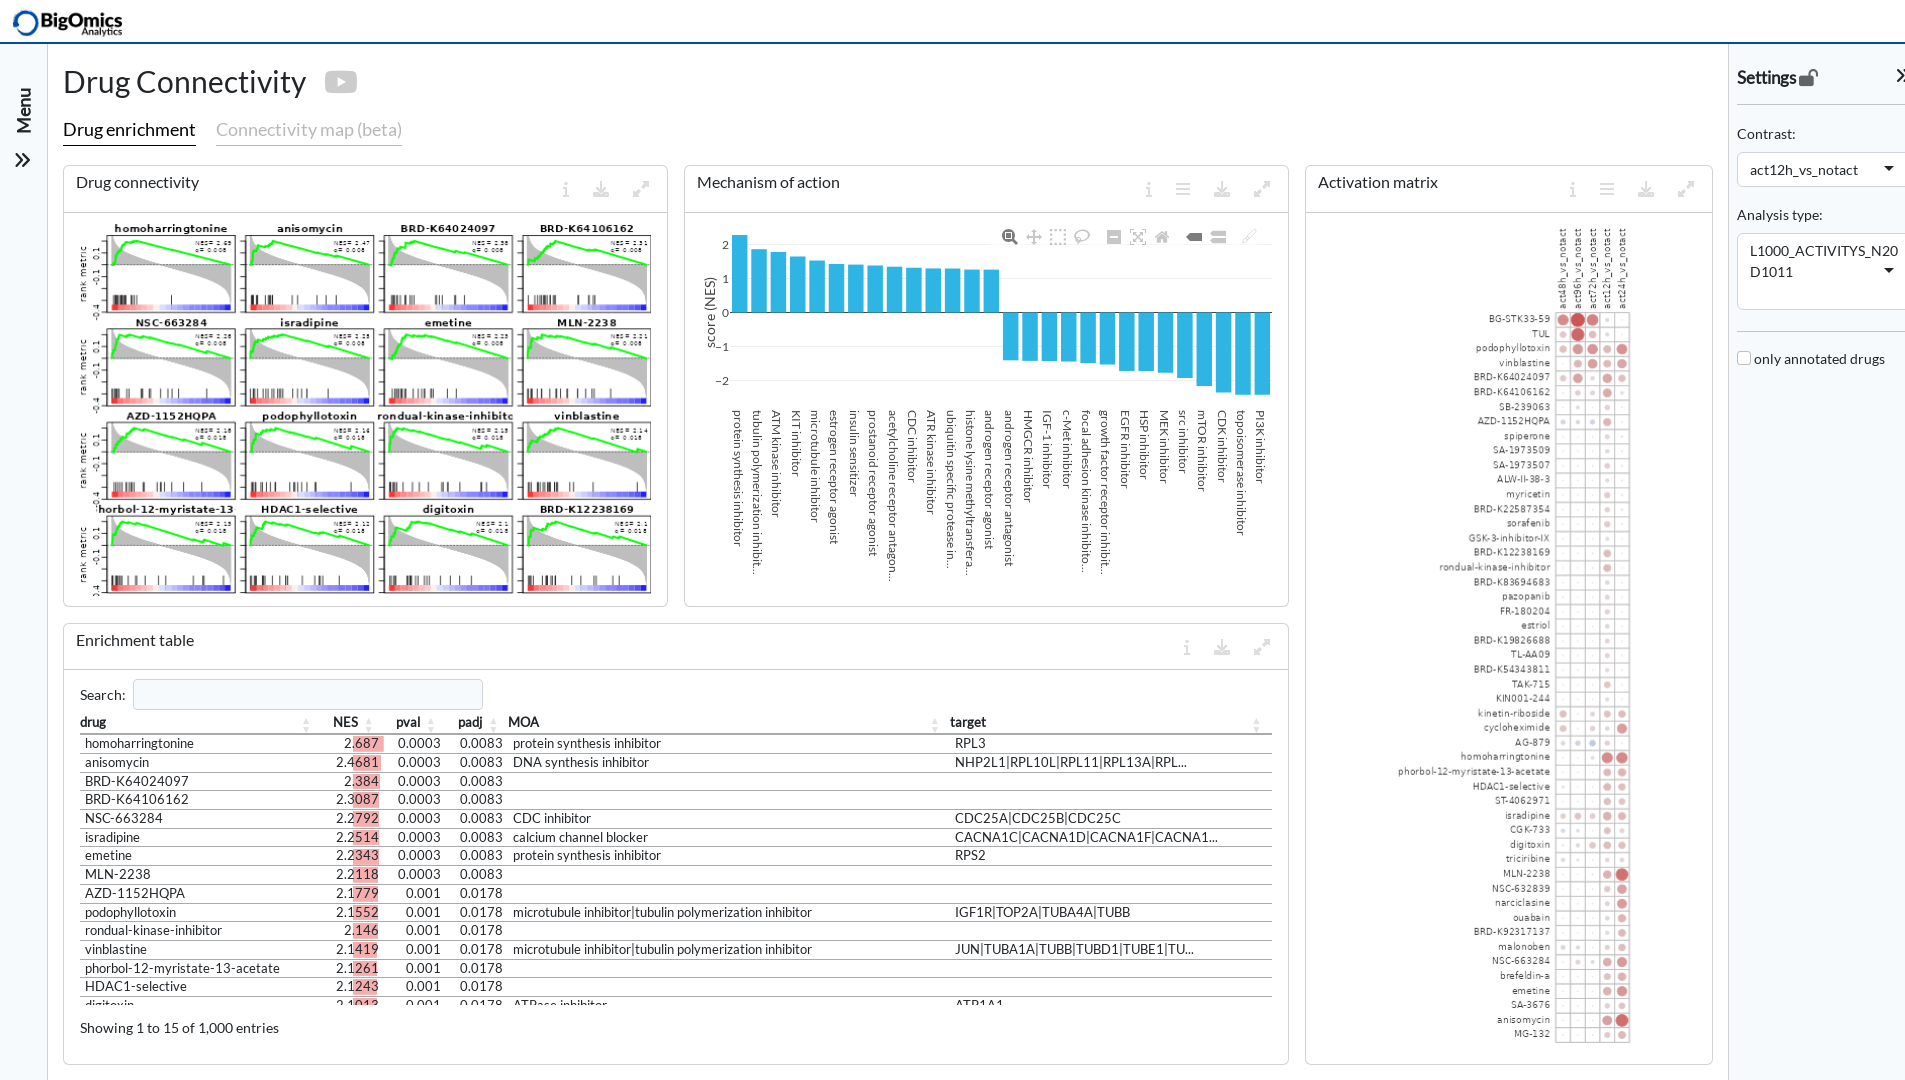 BigOmics
Analytics
Menu
Drug Connectivity
Drug enrichment
Connectivity map (beta)
Drug connectivity
homoharringtonine
anisomycin
BRD-K64024097
BRD-K64106162
NSC-663284
isradipine
emetine
MLN-2238
AZD-1152HQPA
podophyllotoxin
rondual-kinase-inhibito
vinblastine
horbol-12-myristate-13
HDAC1-selective
digitoxin
BRD-K12238169
rank metric
rank metric
rank metric
rank metric
Mechanism of action
score (NES)
2
1
0
−1
−2
protein synthesis inhibitor
tubulin polymerization inhibit...
ATM kinase inhibitor
KIT inhibitor
microtubule inhibitor
estrogen receptor agonist
insulin sensitizer
prostanoid receptor agonist
acetylcholine receptor antagon...
CDC inhibitor
ATR kinase inhibitor
ubiquitin specific protease in...
histone lysine methyltransfera...
androgen receptor agonist
androgen receptor antagonist
HMGCR inhibitor
IGF-1 inhibitor
c-Met inhibitor
focal adhesion kinase inhibito...
growth factor receptor inhibit...
EGFR inhibitor
HSP inhibitor
MEK inhibitor
src inhibitor
mTOR inhibitor
CDK inhibitor
topoisomerase inhibitor
PI3K inhibitor
Activation matrix
act48h_vs_notact
act96h_vs_notact
act72h_vs_notact
act12h_vs_notact
act24h_vs_notact
BG-STK33-59
TUL
podophyllotoxin
vinblastine
BRD-K64024097
BRD-K64106162
SB-239063
AZD-1152HQPA
spiperone
SA-1973509
SA-1973507
ALW-II-38-3
myricetin
BRD-K22587354
sorafenib
GSK-3-inhibitor-IX
BRD-K12238169
rondual-kinase-inhibitor
BRD-K83694683
pazopanib
FR-180204
estriol
BRD-K19826688
TL-AA09
BRD-K54343811
TAK-715
KIN001-244
kinetin-riboside
cycloheximide
AG-879
homoharringtonine
phorbol-12-myristate-13-acetate
HDAC1-selective
ST-4062971
isradipine
CGK-733
digitoxin
triciribine
MLN-2238
NSC-632839
narciclasine
ouabain
BRD-K92317137
malonoben
NSC-663284
brefeldin-a
emetine
SA-3676
anisomycin
MG-132
Enrichment table
Search:
drug NES pval padj MOA target
homoharringtonine 2.687 0.0003 0.0083 protein synthesis inhibitor RPL3
anisomycin 2.4681 0.0003 0.0083 DNA synthesis inhibitor NHP2L1|RPL10L|RPL11|RPL13A|RPL...
BRD-K64024097 2.384 0.0003 0.0083
BRD-K64106162 2.3087 0.0003 0.0083
NSC-663284 2.2792 0.0003 0.0083 CDC inhibitor CDC25A|CDC25B|CDC25C
isradipine 2.2514 0.0003 0.0083 calcium channel blocker CACNA1C|CACNA1D|CACNA1F|CACNA1...
emetine 2.2343 0.0003 0.0083 protein synthesis inhibitor RPS2
MLN-2238 2.2118 0.0003 0.0083
AZD-1152HQPA 2.1779 0.001 0.0178
podophyllotoxin 2.1552 0.001 0.0178 microtubule inhibitor|tubulin polymerization inhibitor IGF1R|TOP2A|TUBA4A|TUBB
rondual-kinase-inhibitor 2.146 0.001 0.0178
vinblastine 2.1419 0.001 0.0178 microtubule inhibitor|tubulin polymerization inhibitor JUN|TUBA1A|TUBB|TUBD1|TUBE1|TU...
phorbol-12-myristate-13-acetate 2.1261 0.001 0.0178
HDAC1-selective 2.1243 0.001 0.0178
digitoxin 2.1013 0.001 0.0178 ATPase inhibitor ATP1A1
Showing 1 to 15 of 1,000 entries
Settings
Contrast:
act12h_vs_notact
Analysis type:
L1000_ACTIVITYS_N20
D1011
only annotated drugs